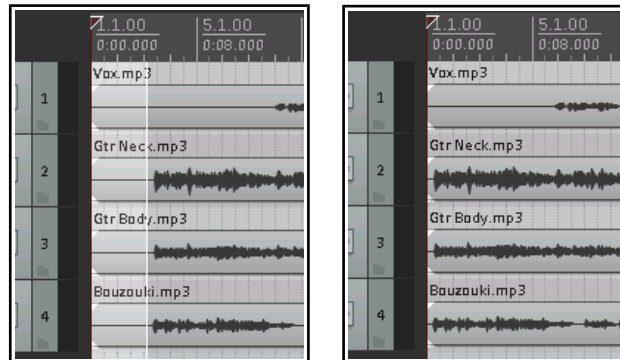 1.1.00 5.1.00
0:00.000 0:08.000
1 Vox.mp3
2 Gtr Neck.mp3
3 Gtr Body.mp3
4 Bouzouki.mp3
1.1.00 5.1.00
0:00.000 0:08.000
1 Vox.mp3
2 Gtr Neck.mp3
3 Gtr Body.mp3
4 Bouzouki.mp3